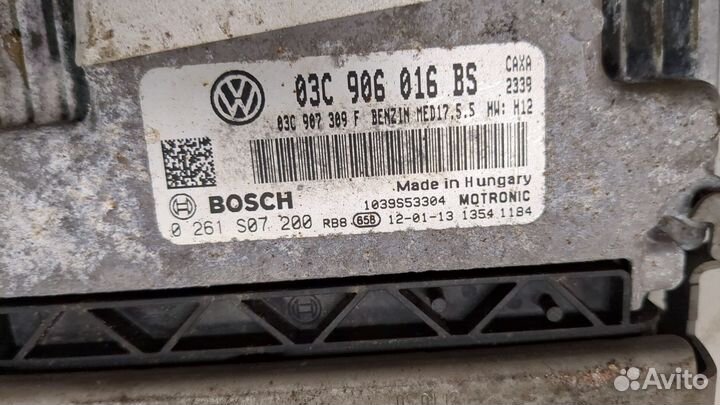 03C 906 016 BS
CAXA
2339
03C 907 309 F BENZIN MED17.5.5 HW: H12
Made in Hungary
BOSCH
1039S53304 MOTRONIC
0 261 S07 200 RB8 658 12-01-13 1354 1184
Avito